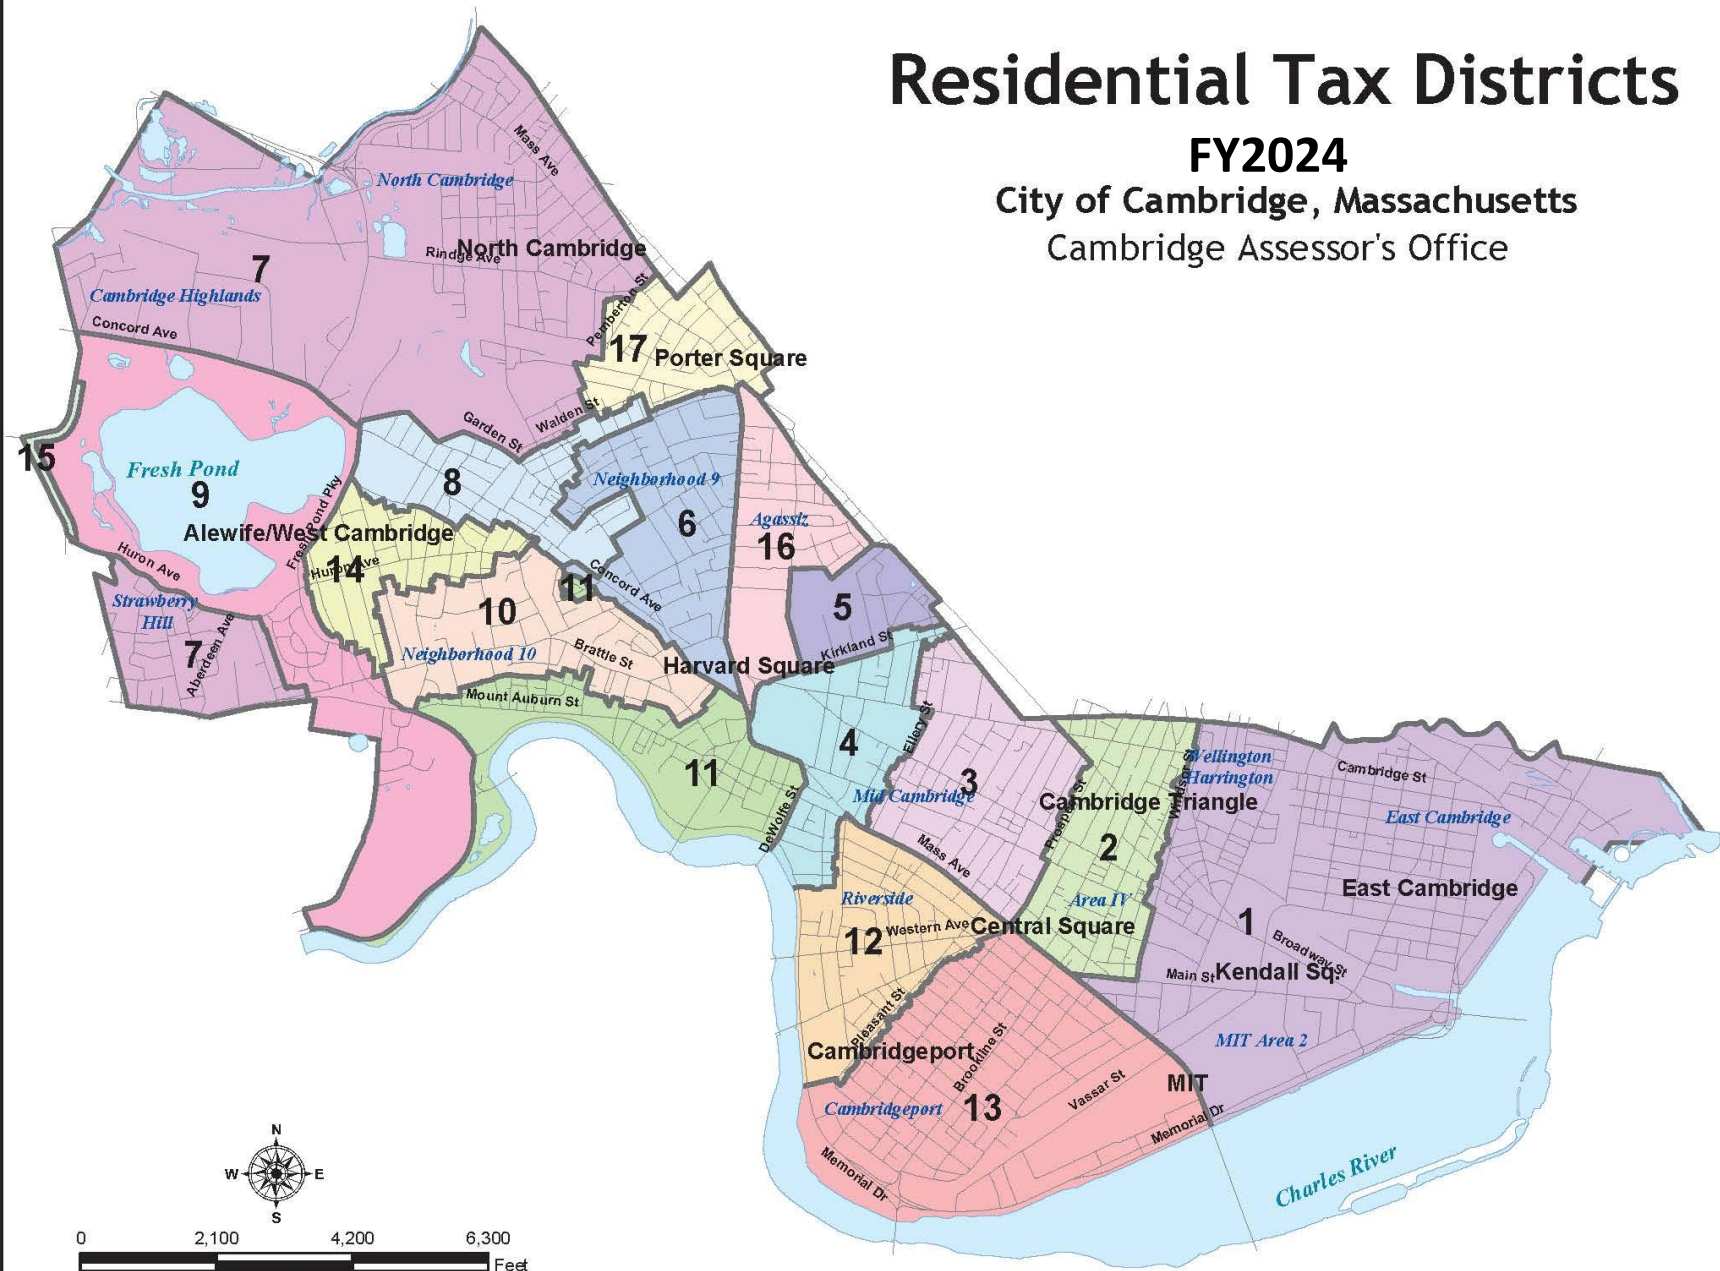 Residential Tax Districts
FY2024
City of Cambridge, Massachusetts
Cambridge Assessor's Office
Mass Ave
North Cambridge
North Cambridge
Rindge Ave
7
Cambridge Highlands
Concord Ave
Pemberton St
17
Porter Square
Walden St
Garden St
15
Fresh Pond
9
8
Neighborhood 9
6
Agassiz
16
Alewife/West Cambridge
Fresh Pond Pky
Huron Ave
Huron Ave
14
11
Concord Ave
5
Kirkland St
Strawberry
Hill
7
Aberdeen Ave
10
Neighborhood 10
Brattle St
Harvard Square
Mount Auburn St
11
DeWolfe St
4
Ellery St
Mid Cambridge
3
Mass Ave
Prospect St
Cambridge Triangle
Windsor St
Wellington
Harrington
Cambridge St
East Cambridge
2
Area IV
East Cambridge
1
Broadway St
Main St
Kendall Sq.
Riverside
12
Western Ave
Central Square
Pleasant St
Cambridgeport
Brookline St
MIT Area 2
MIT
Vassar St
Cambridgeport
13
Memorial Dr
Memorial Dr
Charles River
N
W
E
S
0
2,100
4,200
6,300
Feet